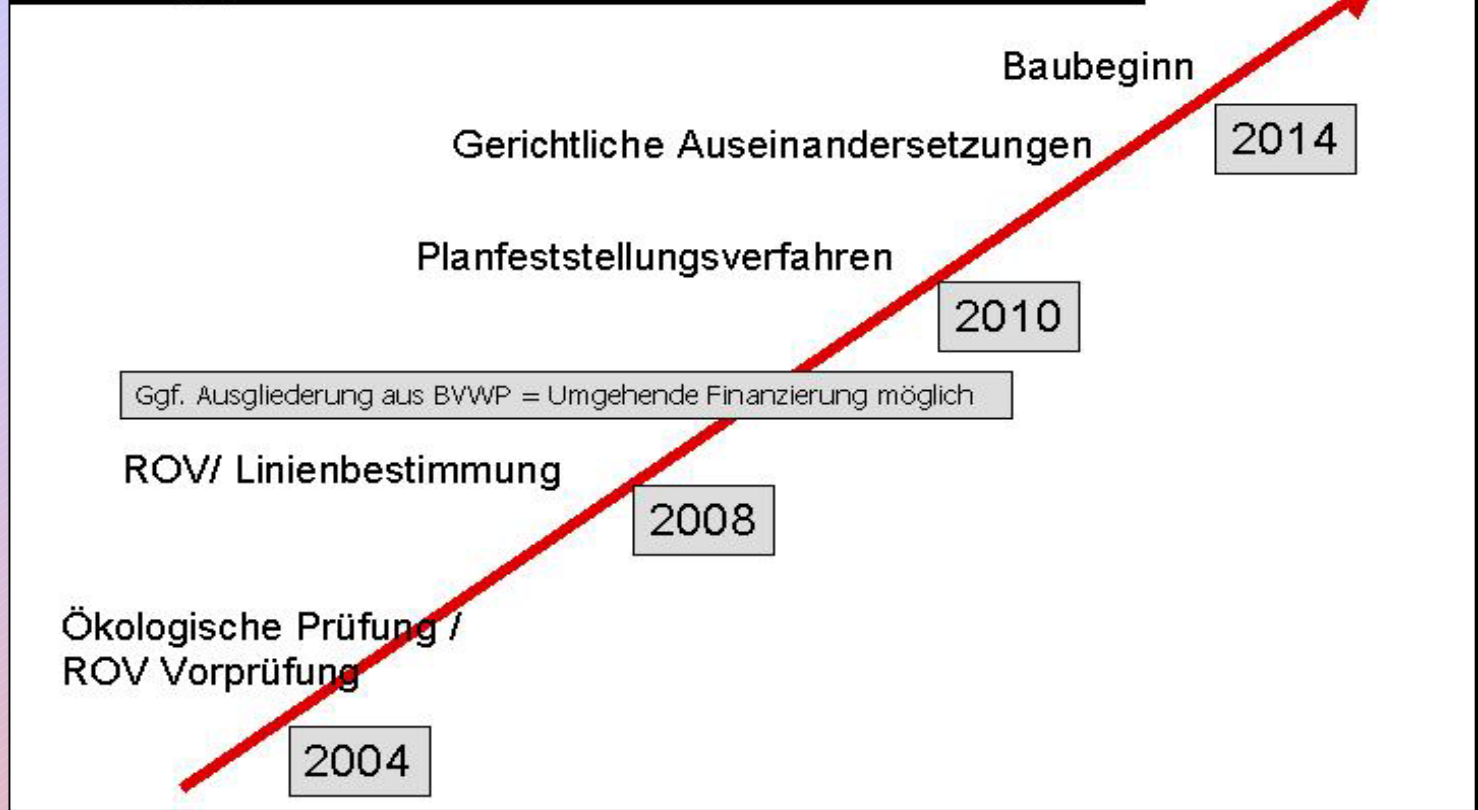 Baubeginn
2014
Gerichtliche Auseinandersetzungen
Planfeststellungsverfahren
2010
Ggf. Ausgliederung aus BVWP = Umgehende Finanzierung möglich
ROV/ Linienbestimmung
2008
Ökologische Prüfung /
ROV Vorprüfung
2004